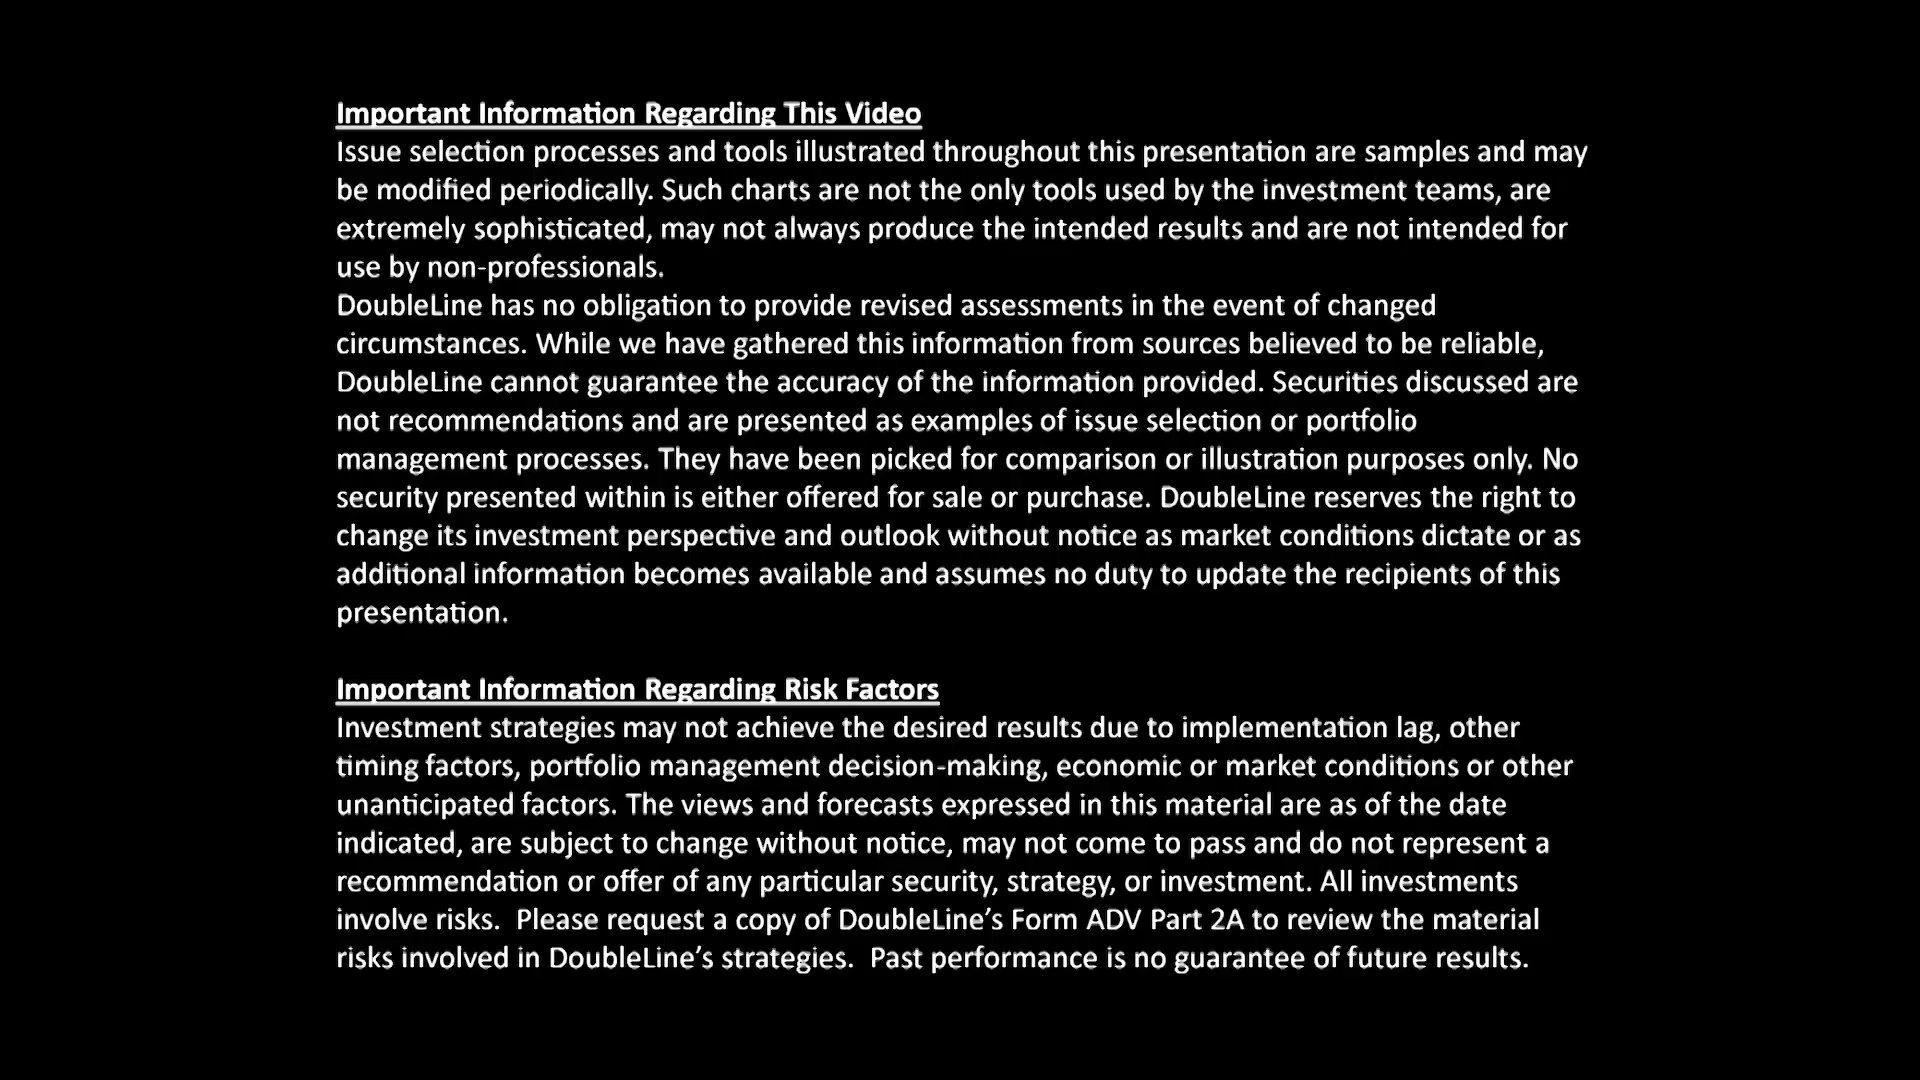 Important Information Regarding This Video
Issue selection processes and tools illustrated throughout this presentation are samples and may
be modified periodically. Such charts are not the only tools used by the investment teams, are
extremely sophisticated, may not always produce the intended results and are not intended for
use by non-professionals.
DoubleLine has no obligation to provide revised assessments in the event of changed
circumstances. While we have gathered this information from sources believed to be reliable,
DoubleLine cannot guarantee the accuracy of the information provided. Securities discussed are
not recommendations and are presented as examples of issue selection or portfolio
management processes. They have been picked for comparison or illustration purposes only. No
security presented within is either offered for sale or purchase. DoubleLine reserves the right to
change its investment perspective and outlook without notice as market conditions dictate or as
additional information becomes available and assumes no duty to update the recipients of this
presentation.
Important Information Regarding Risk Factors
Investment strategies may not achieve the desired results due to implementation lag, other
timing factors, portfolio management decision-making, economic or market conditions or other
unanticipated factors. The views and forecasts expressed in this material are as of the date
indicated, are subject to change without notice, may not come to pass and do not represent a
recommendation or offer of any particular security, strategy, or investment. All investments
involve risks.  Please request a copy of DoubleLine’s Form ADV Part 2A to review the material
risks involved in DoubleLine’s strategies.  Past performance is no guarantee of future results.